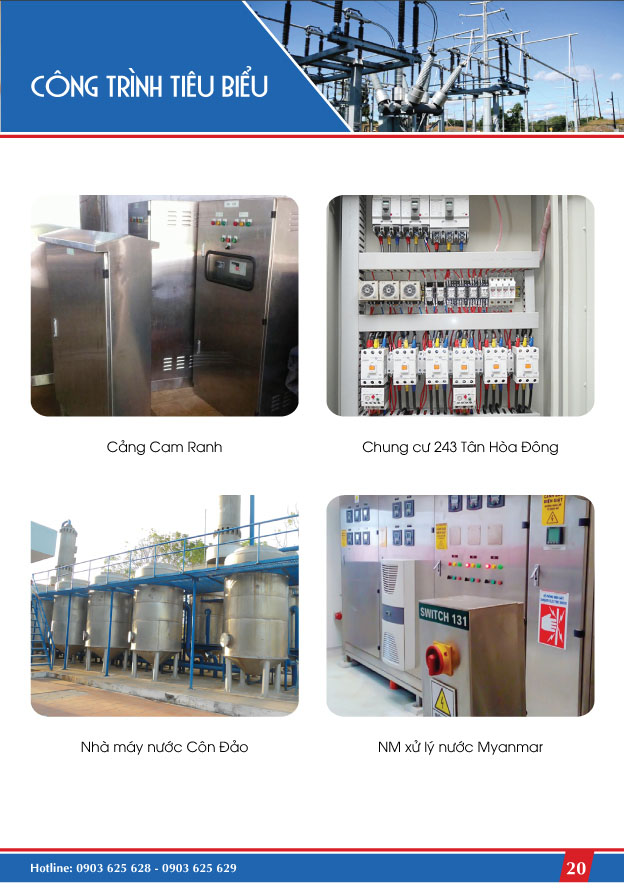 CÔNG TRÌNH TIÊU BIỂU
Cảng Cam Ranh
Chung cư 243 Tân Hòa Đông
SWITCH 131
Nhà máy nước Côn Đảo
NM xử lý nước Myanmar
Hotline: 0903 625 628 - 0903 625 629
20